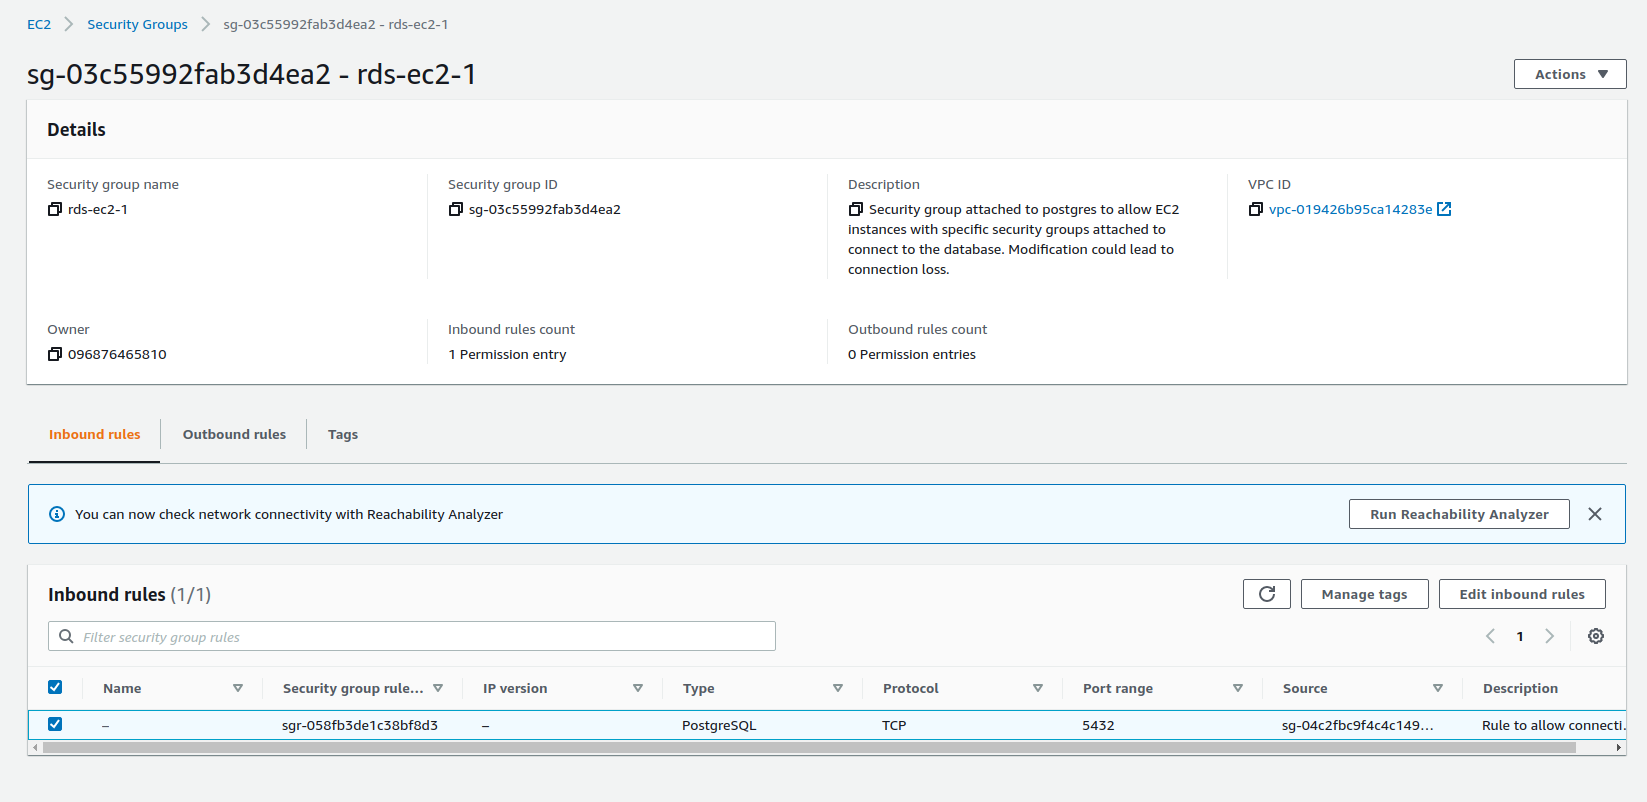 EC2 > Security Groups > sg-03c55992fab3d4ea2 - rds-ec2-1
sg-03c55992fab3d4ea2 - rds-ec2-1
Actions
Details
Security group name
rds-ec2-1
Security group ID
sg-03c55992fab3d4ea2
Description
Security group attached to postgres to allow EC2
instances with specific security groups attached to
connect to the database. Modification could lead to
connection loss.
VPC ID
vpc-019426b95ca14283e
Owner
096876465810
Inbound rules count
1 Permission entry
Outbound rules count
0 Permission entries
Inbound rules
Outbound rules
Tags
You can now check network connectivity with Reachability Analyzer
Run Reachability Analyzer
Inbound rules (1/1)
Manage tags
Edit inbound rules
Filter security group rules
1
Name Security group rule... IP version Type Protocol Port range Source Description
– sgr-058fb3de1c38bf8d3 – PostgreSQL TCP 5432 sg-04c2fbc9f4c4c149... Rule to allow connecti.